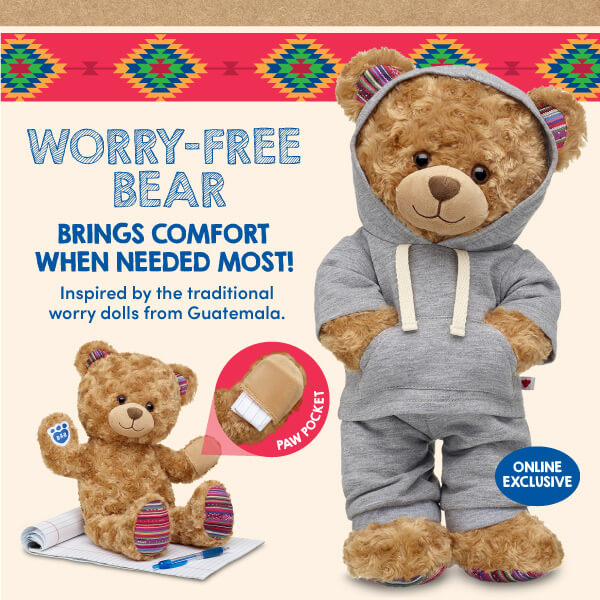 WORRY-FREE
BEAR
BRINGS COMFORT
WHEN NEEDED MOST!
Inspired by the traditional
worry dolls from Guatemala.
PAW POCKET
BAB
ONLINE
EXCLUSIVE